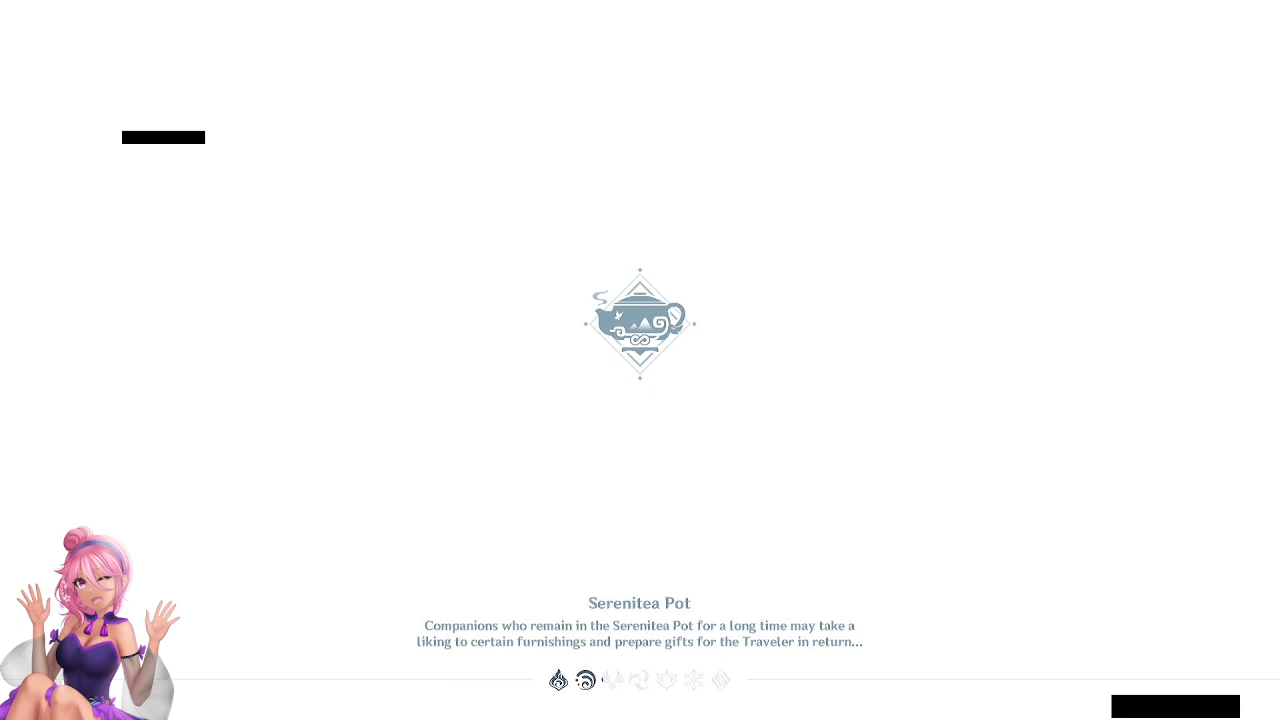 Serenitea Pot
Companions who remain in the Serenitea Pot for a long time may take a
liking to certain furnishings and prepare gifts for the Traveler in return...